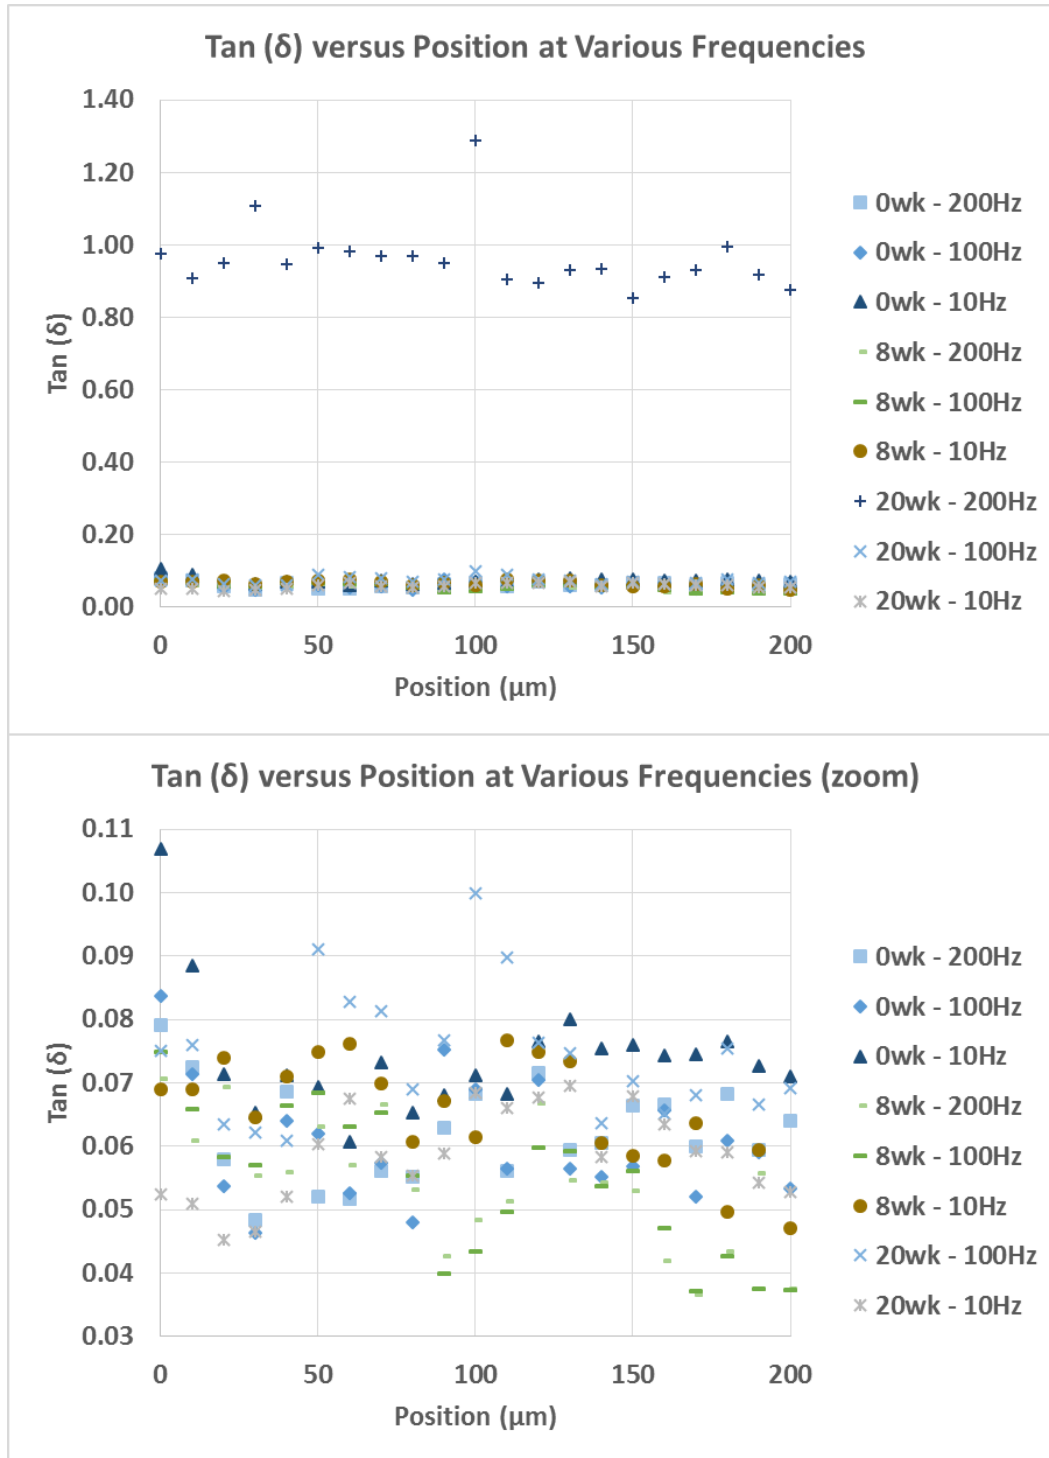 Tan (δ) versus Position at Various Frequencies
1.40
1.20
1.00
0.80
0.60
0.40
0.20
0.00
Tan (δ)
0 50 100 150 200
Position (µm)
0wk - 200Hz
0wk - 100Hz
0wk - 10Hz
8wk - 200Hz
8wk - 100Hz
8wk - 10Hz
20wk - 200Hz
20wk - 100Hz
20wk - 10Hz
Tan (δ) versus Position at Various Frequencies (zoom)
0.11
0.10
0.09
0.08
0.07
0.06
0.05
0.04
0.03
Tan (δ)
0 50 100 150 200
Position (µm)
0wk - 200Hz
0wk - 100Hz
0wk - 10Hz
8wk - 200Hz
8wk - 100Hz
8wk - 10Hz
20wk - 100Hz
20wk - 10Hz